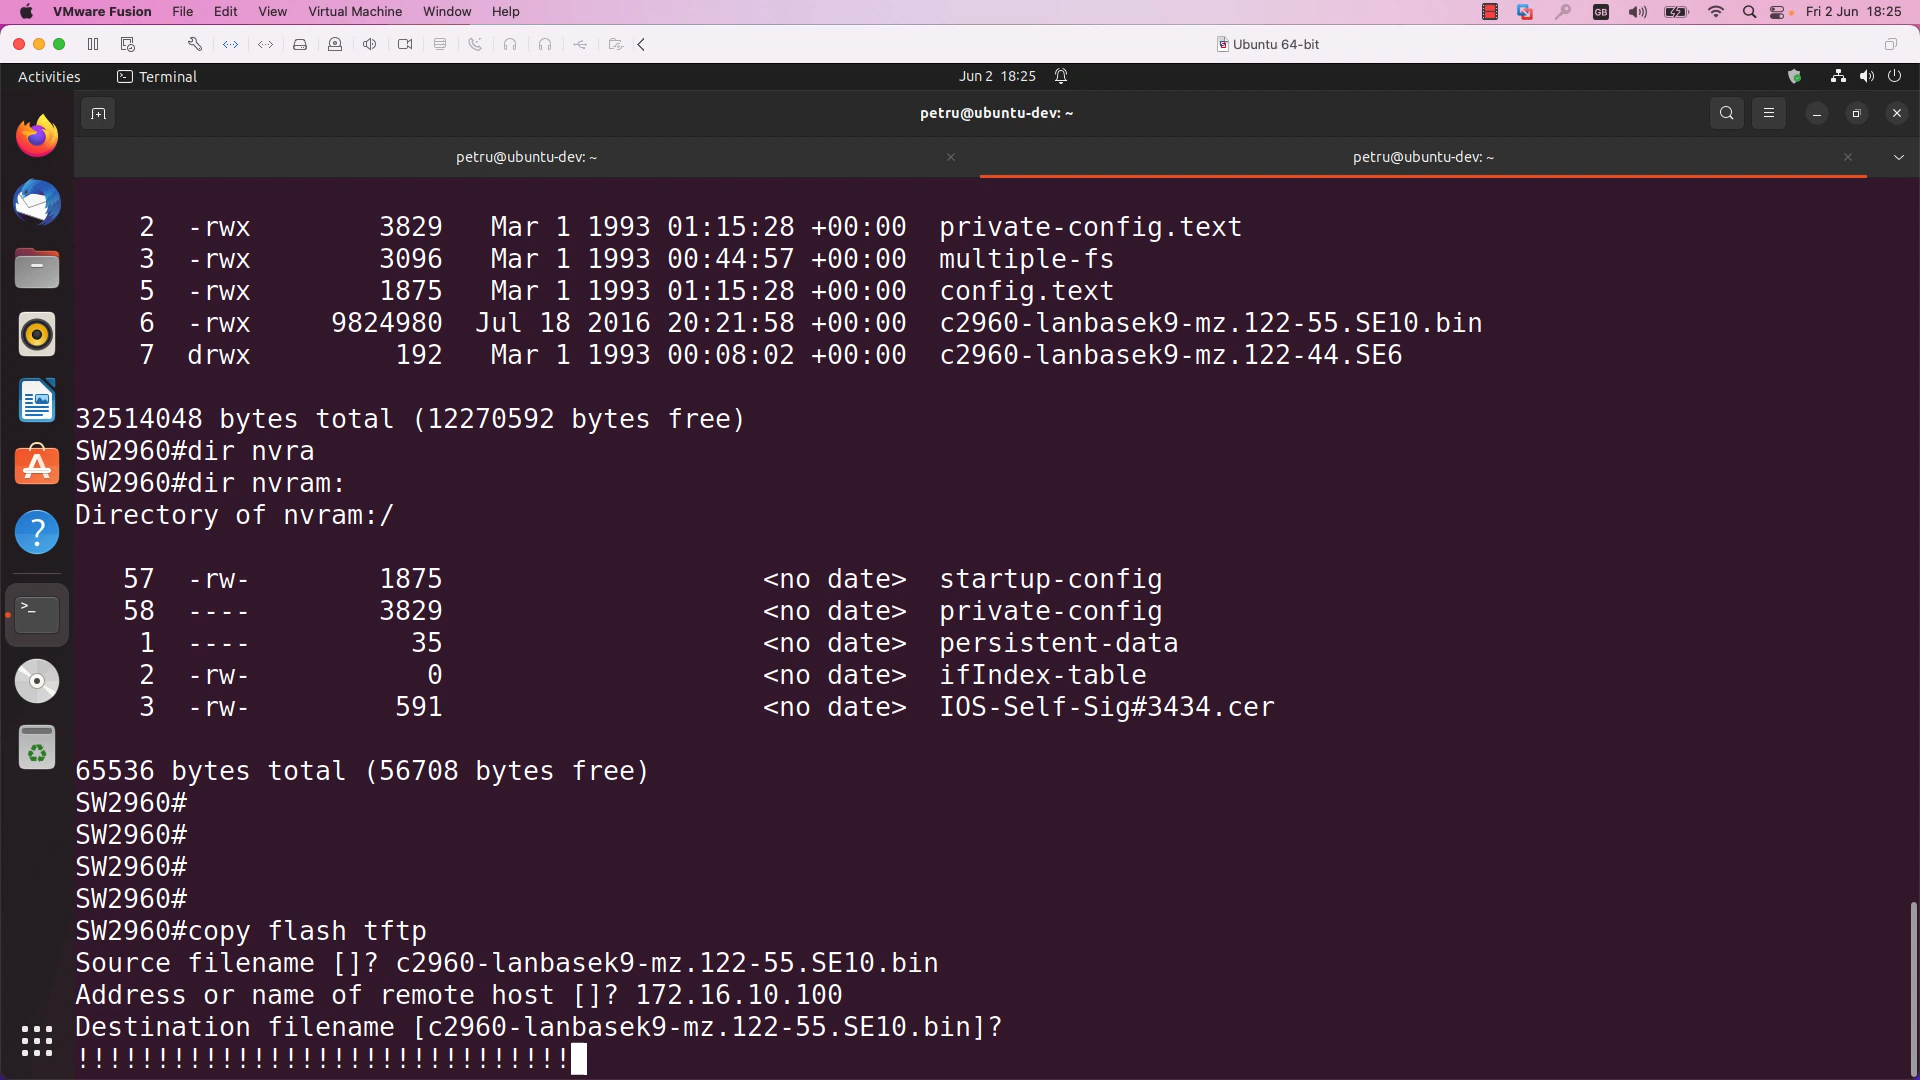 VMware Fusion File Edit View Virtual Machine Window Help GB Fri 2 Jun 18:25
Ubuntu 64-bit
Activities Terminal Jun 2 18:25
petru@ubuntu-dev: ~
petru@ubuntu-dev: ~ petru@ubuntu-dev: ~
2 -rwx 3829 Mar 1 1993 01:15:28 +00:00 private-config.text
3 -rwx 3096 Mar 1 1993 00:44:57 +00:00 multiple-fs
5 -rwx 1875 Mar 1 1993 01:15:28 +00:00 config.text
6 -rwx 9824980 Jul 18 2016 20:21:58 +00:00 c2960-lanbasek9-mz.122-55.SE10.bin
7 drwx 192 Mar 1 1993 00:08:02 +00:00 c2960-lanbasek9-mz.122-44.SE6
32514048 bytes total (12270592 bytes free)
SW2960#dir nvra
SW2960#dir nvram:
Directory of nvram:/
57 -rw- 1875 <no date> startup-config
58 ---- 3829 <no date> private-config
1 ---- 35 <no date> persistent-data
2 -rw- 0 <no date> ifIndex-table
3 -rw- 591 <no date> IOS-Self-Sig#3434.cer
65536 bytes total (56708 bytes free)
SW2960#
SW2960#
SW2960#
SW2960#
SW2960#copy flash tftp
Source filename []? c2960-lanbasek9-mz.122-55.SE10.bin
Address or name of remote host []? 172.16.10.100
Destination filename [c2960-lanbasek9-mz.122-55.SE10.bin]?
!!!!!!!!!!!!!!!!!!!!!!!!!!!!!!!